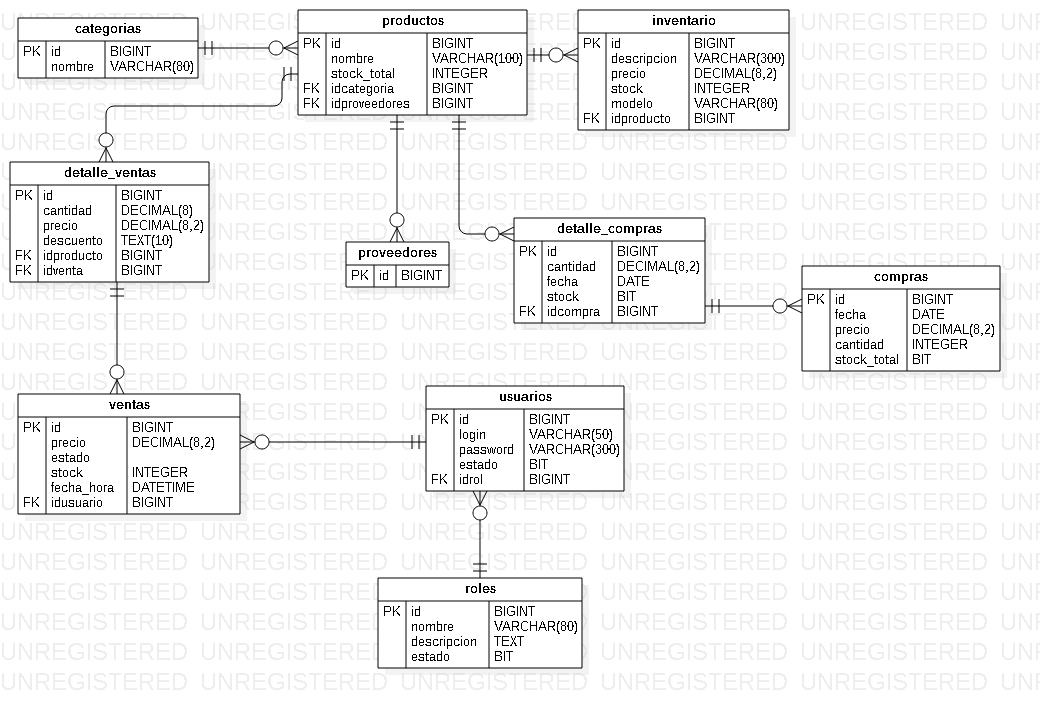 categorias
PK id BIGINT
nombre VARCHAR(80)
productos
PK id BIGINT
nombre VARCHAR(100)
stock_total INTEGER
FK idcategoria BIGINT
FK idproveedores BIGINT
inventario
PK id BIGINT
descripcion VARCHAR(300)
precio DECIMAL(8,2)
stock INTEGER
modelo VARCHAR(80)
FK idproducto BIGINT
detalle_ventas
PK id BIGINT
cantidad DECIMAL(8)
precio DECIMAL(8,2)
descuento TEXT(10)
FK idproducto BIGINT
FK idventa BIGINT
proveedores
PK id BIGINT
detalle_compras
PK id BIGINT
cantidad DECIMAL(8,2)
fecha DATE
stock BIT
FK idcompra BIGINT
compras
PK id BIGINT
fecha DATE
precio DECIMAL(8,2)
cantidad INTEGER
stock_total BIT
ventas
PK id BIGINT
precio DECIMAL(8,2)
estado
stock INTEGER
fecha_hora DATETIME
FK idusuario BIGINT
usuarios
PK id BIGINT
login VARCHAR(50)
password VARCHAR(300)
estado BIT
FK idrol BIGINT
roles
PK id BIGINT
nombre VARCHAR(80)
descripcion TEXT
estado BIT
UNREGISTERED